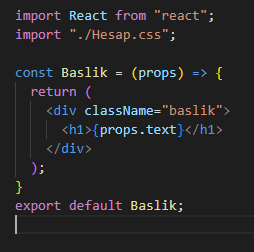 import React from "react";
import "./Hesap.css";

const Baslik = (props) => {
  return (
    <div className="baslik">
      <h1>{props.text}</h1>
    </div>
  );
}
export default Baslik;